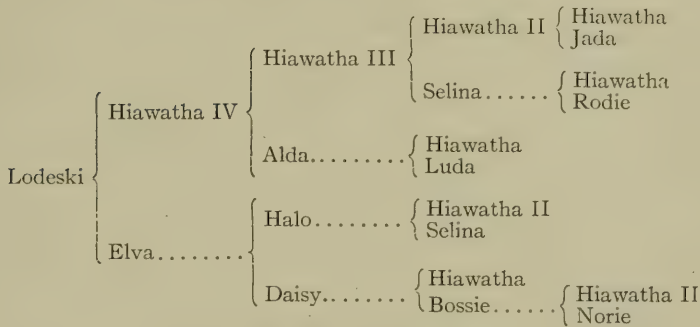 Hiawatha
Hiawatha II
Jada
Hiawatha III
Selina......
Hiawatha
Rodie
Hiawatha IV
Alda.........
Hiawatha
Luda
Lodeski
Halo........
Hiawatha II
Selina
Elva........
Daisy........
Hiawatha
Bossie......
Hiawatha II
Norie